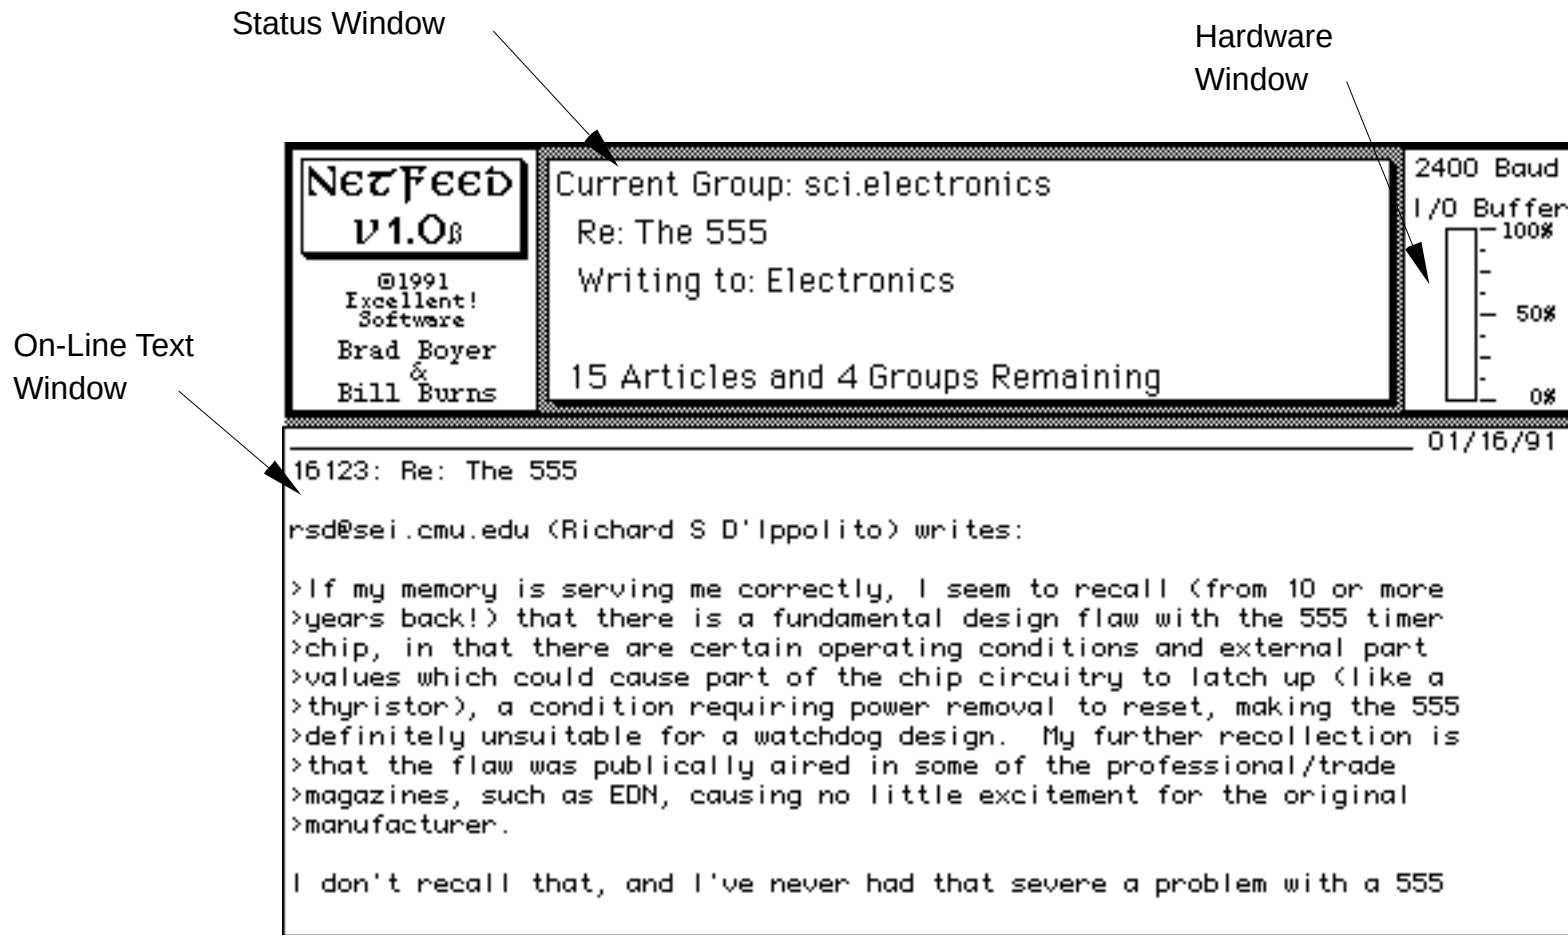 Status Window
Hardware
Window
NetFeed
v1.0β
©1991
Excellent!
Software
Brad Boyer
&
Bill Burns
Current Group: sci.electronics
Re: The 555
Writing to: Electronics
15 Articles and 4 Groups Remaining
2400 Baud
I/O Buffer
100%
50%
0%
On-Line Text
Window
01/16/91
16123: Re: The 555
rsd@sei.cmu.edu (Richard S D'Ippolito) writes:
>If my memory is serving me correctly, I seem to recall (from 10 or more
>years back!) that there is a fundamental design flaw with the 555 timer
>chip, in that there are certain operating conditions and external part
>values which could cause part of the chip circuitry to latch up (like a
>thyristor), a condition requiring power removal to reset, making the 555
>definitely unsuitable for a watchdog design.  My further recollection is
>that the flaw was publically aired in some of the professional/trade
>magazines, such as EDN, causing no little excitement for the original
>manufacturer.
I don't recall that, and I've never had that severe a problem with a 555